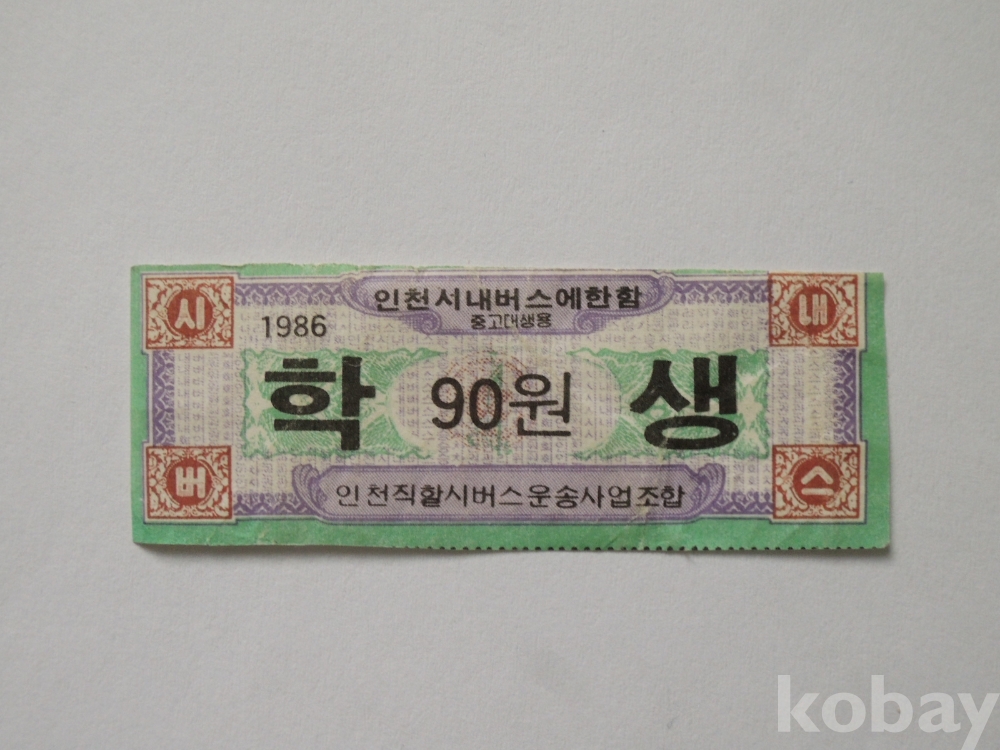 시 내
인천시내버스에한함
중고대생용
1986
학 90원 생
인천직할시버스운송사업조합
버 스
kobay